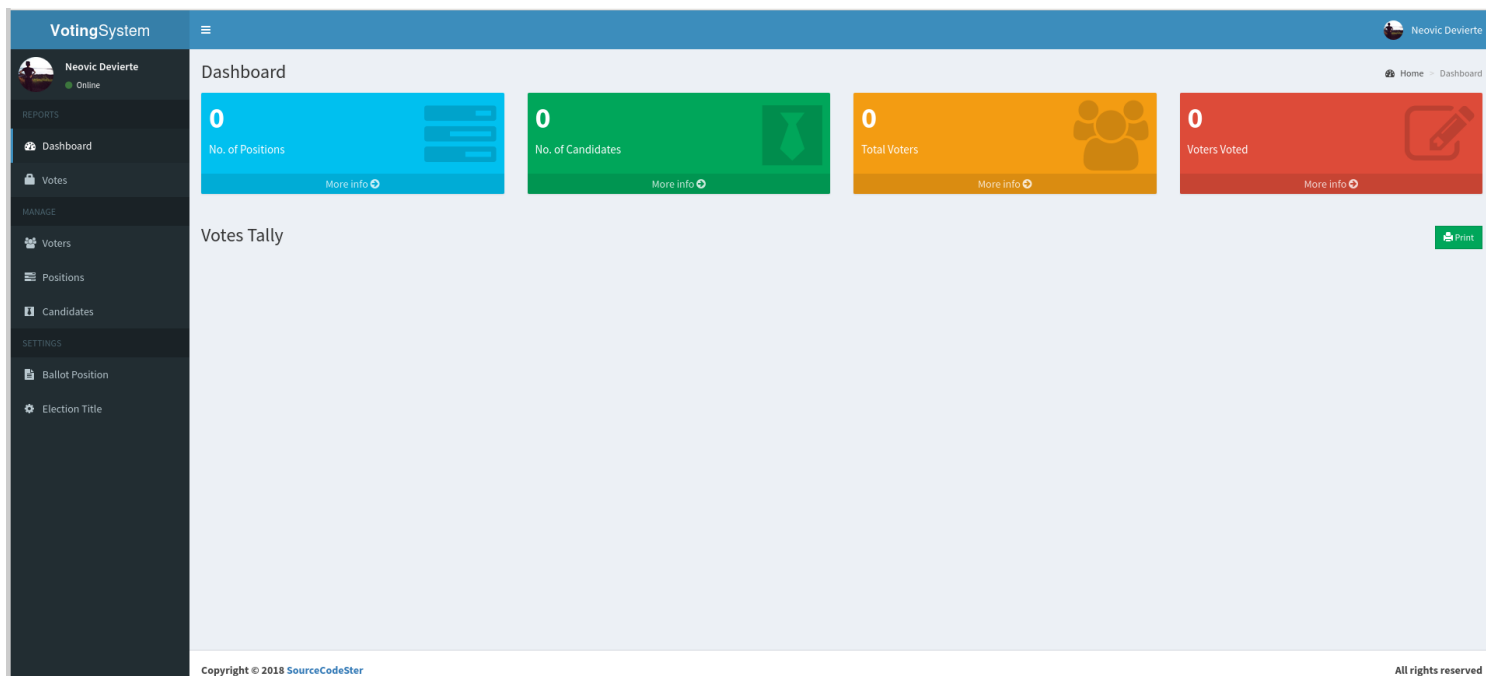 VotingSystem
Neovic Devierte
Neovic Devierte
Online
REPORTS
Dashboard
Votes
MANAGE
Voters
Positions
Candidates
SETTINGS
Ballot Position
Election Title
Dashboard
Home > Dashboard
0
No. of Positions
More info
0
No. of Candidates
More info
0
Total Voters
More info
0
Voters Voted
More info
Votes Tally
Print
Copyright © 2018 SourceCodeSter
All rights reserved